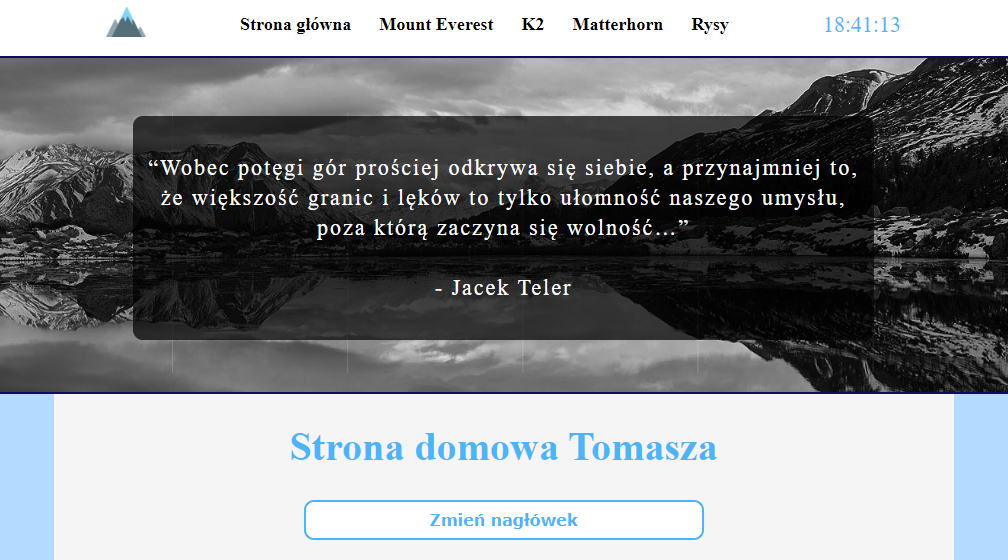 Strona główna Mount Everest K2 Matterhorn Rysy 18:41:13
“Wobec potęgi gór prościej odkrywa się siebie, a przynajmniej to,
że większość granic i lęków to tylko ułomność naszego umysłu,
poza którą zaczyna się wolność…”
- Jacek Teler
Strona domowa Tomasza
Zmień nagłówek